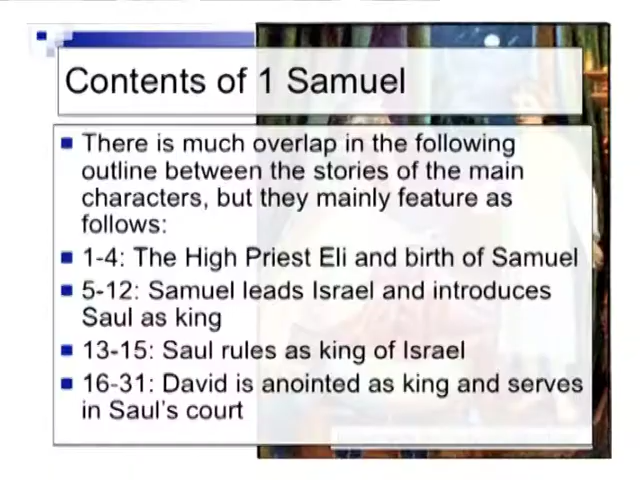 Contents of 1 Samuel
There is much overlap in the following
outline between the stories of the main
characters, but they mainly feature as
follows:
1-4: The High Priest Eli and birth of Samuel
5-12: Samuel leads Israel and introduces
Saul as king
13-15: Saul rules as king of Israel
16-31: David is anointed as king and serves
in Saul's court